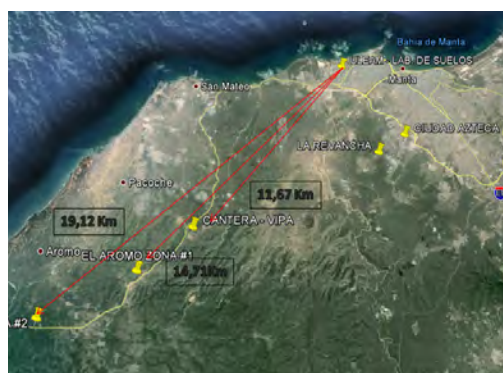 Bahia de Manta
ULEAM - LAB. DE SUELOS
Manta
San Mateo
CIUDAD AZTECA
LA REVANCHA
Pacoche
11,67 Km
19,12 Km
CANTERA - VIPA
Aromo
EL AROMO ZONA #1
14,71Km
A #2